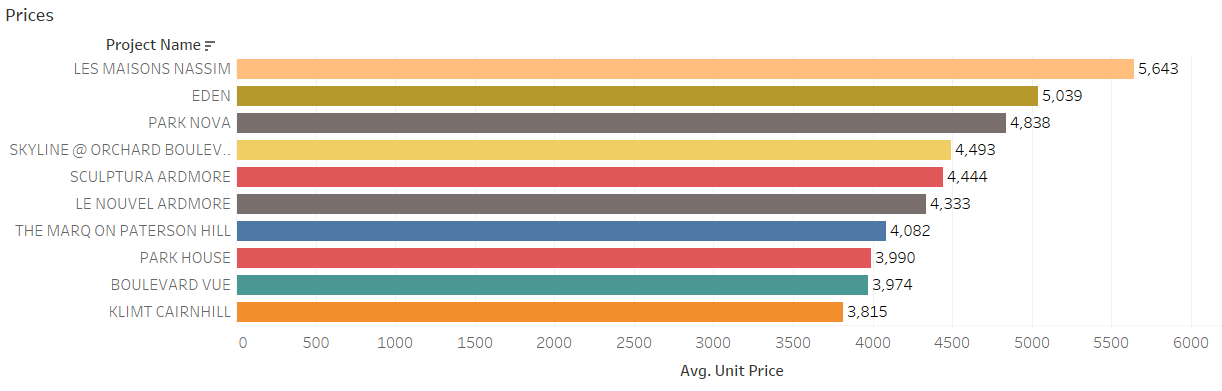 Prices
Project Name
LES MAISONS NASSIM 5,643
EDEN 5,039
PARK NOVA 4,838
SKYLINE @ ORCHARD BOULEV.. 4,493
SCULPTURA ARDMORE 4,444
LE NOUVEL ARDMORE 4,333
THE MARQ ON PATERSON HILL 4,082
PARK HOUSE 3,990
BOULEVARD VUE 3,974
KLIMT CAIRNHILL 3,815
0 500 1000 1500 2000 2500 3000 3500 4000 4500 5000 5500 6000
Avg. Unit Price